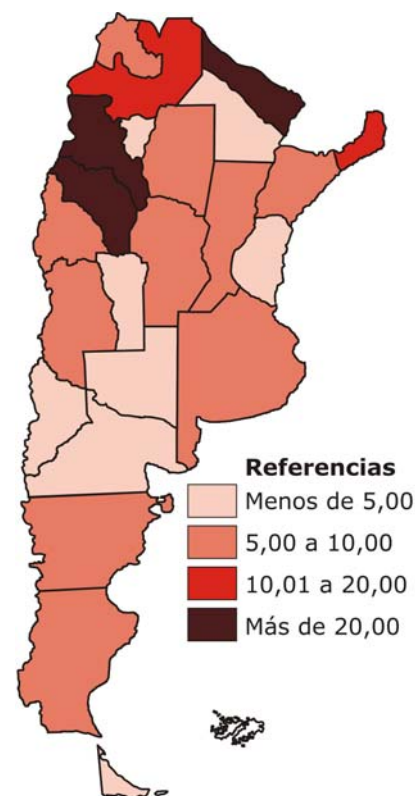 Referencias
Menos de 5,00
5,00 a 10,00
10,01 a 20,00
Más de 20,00